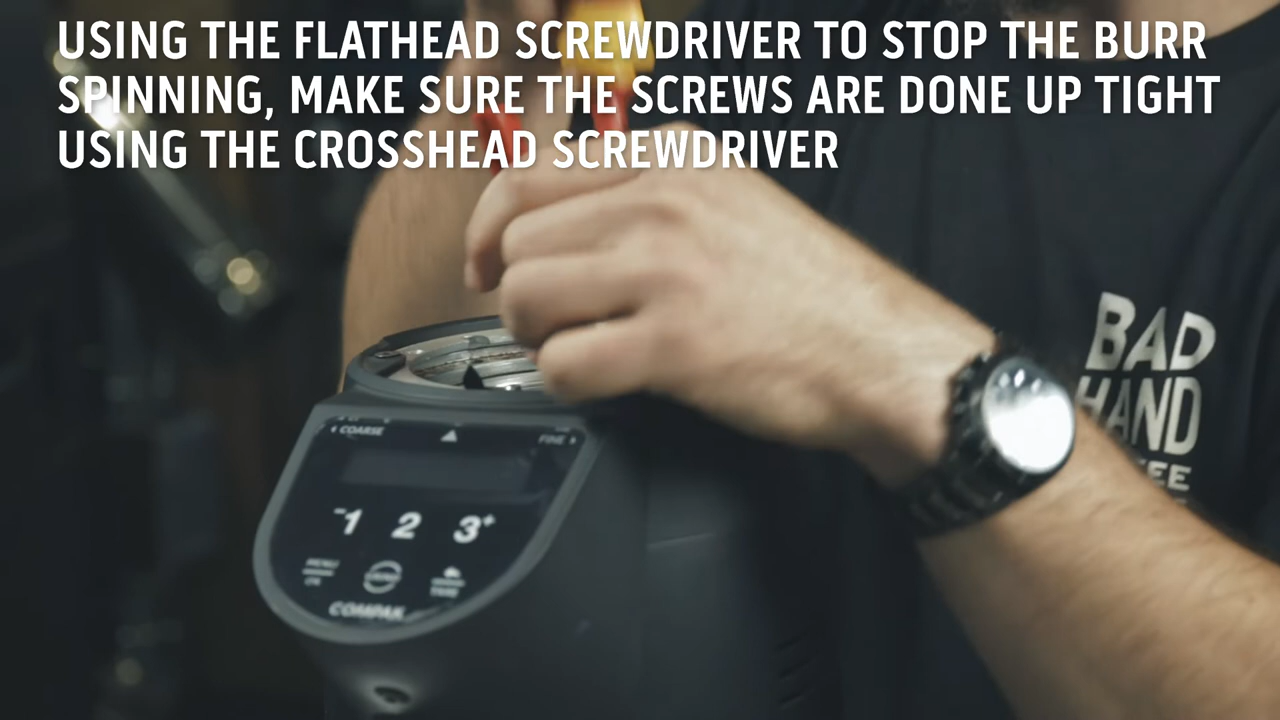 USING THE FLATHEAD SCREWDRIVER TO STOP THE BURR
SPINNING, MAKE SURE THE SCREWS ARE DONE UP TIGHT
USING THE CROSSHEAD SCREWDRIVER
BAD
HAND
COARSE
FINE
-1 2 3+
MENU
COMPAK